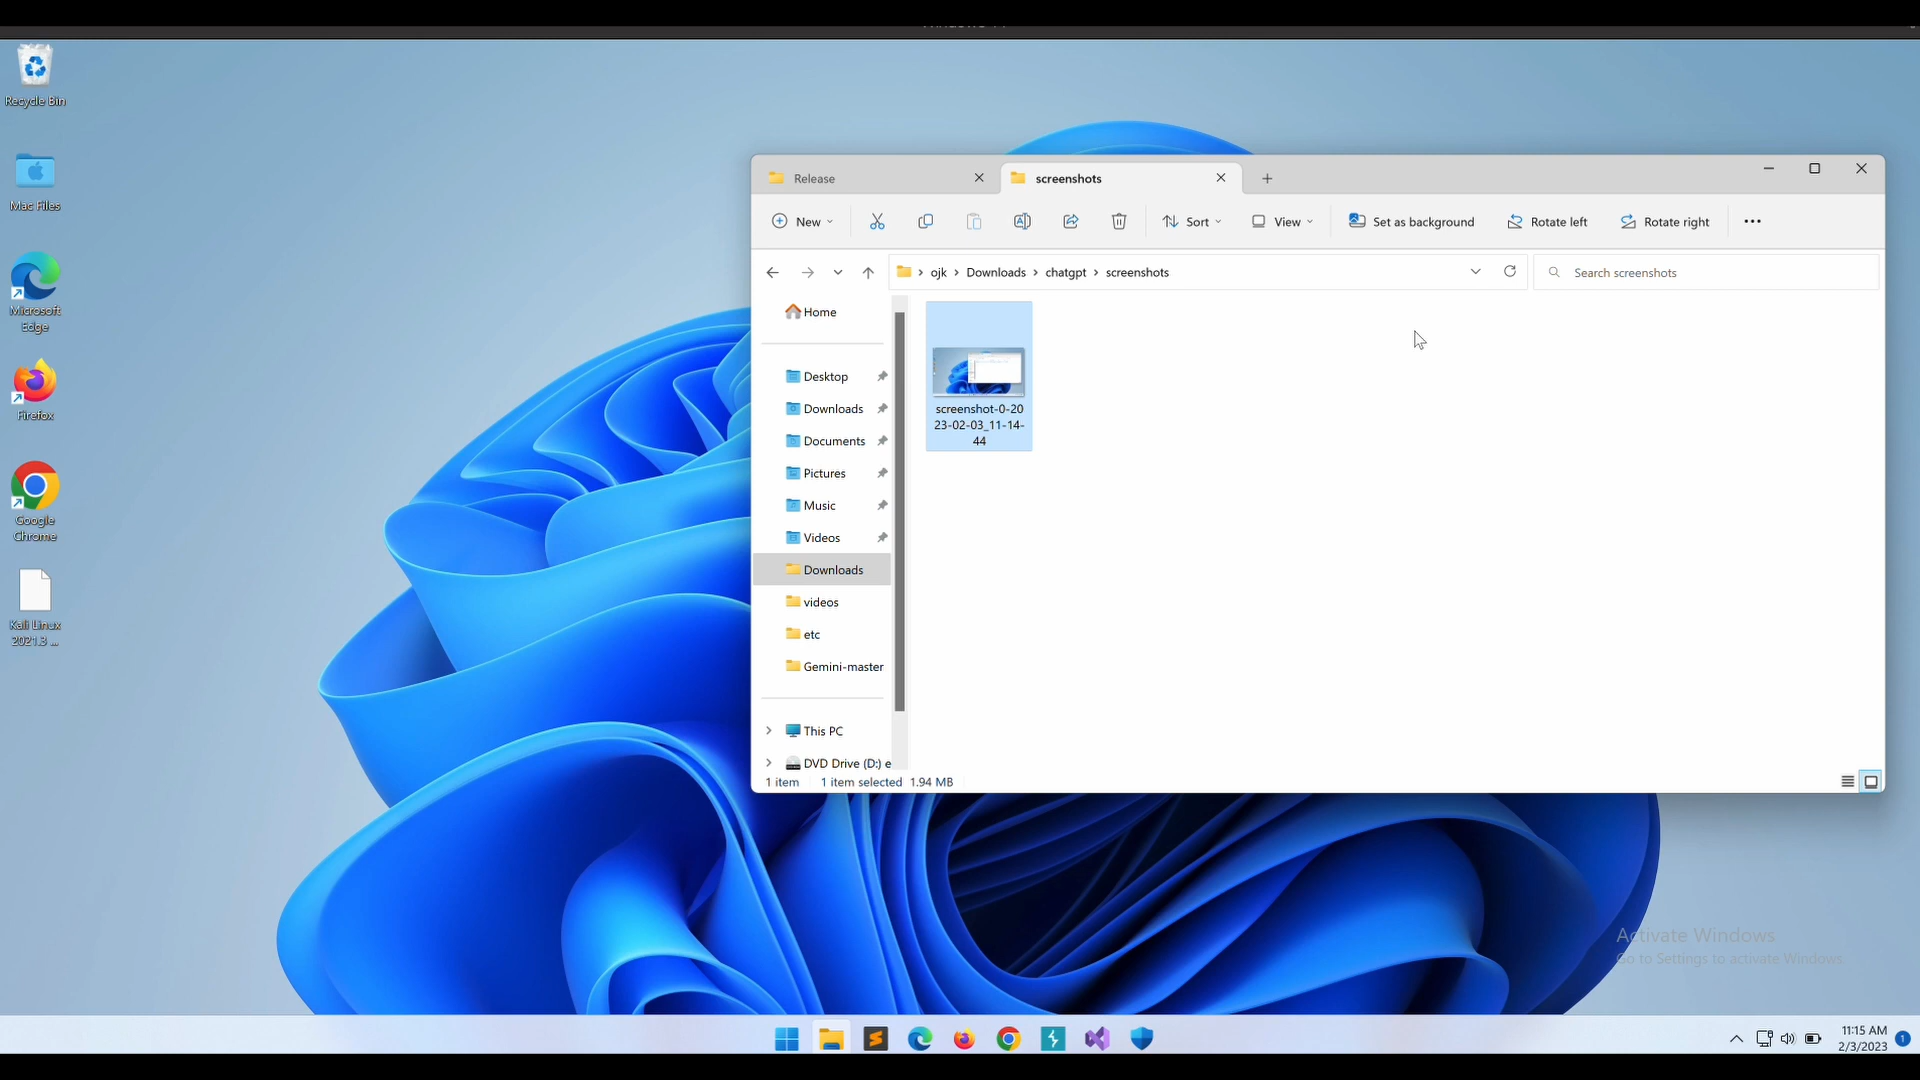 Recycle Bin
Mac Files
Microsoft
Edge
Firefox
Google
Chrome
Kali Linux
2021.3 ...
Release
screenshots
New
Sort
View
Set as background
Rotate left
Rotate right
ojk > Downloads > chatgpt > screenshots
Search screenshots
Home
Desktop
Downloads
Documents
Pictures
Music
Videos
Downloads
videos
etc
Gemini-master
This PC
DVD Drive (D:) e
screenshot-0-20
23-02-03_11-14-
44
1 item
1 item selected 1.94 MB
Activate Windows
Go to Settings to activate Windows
11:15 AM
2/3/2023
1